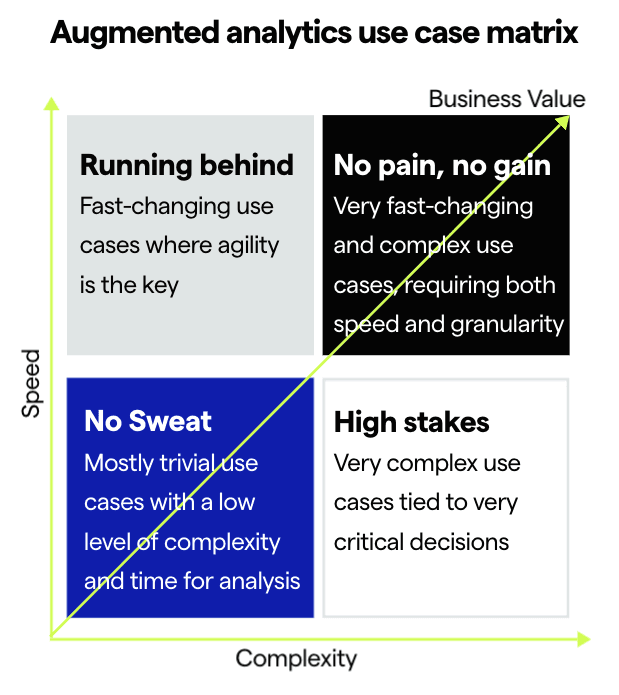 Augmented analytics use case matrix
Business Value
Running behind
Fast-changing use
cases where agility
is the key
No pain, no gain
Very fast-changing
and complex use
cases, requiring both
speed and granularity
Speed
No Sweat
Mostly trivial use
cases with a low
level of complexity
and time for analysis
High stakes
Very complex use
cases tied to very
critical decisions
Complexity